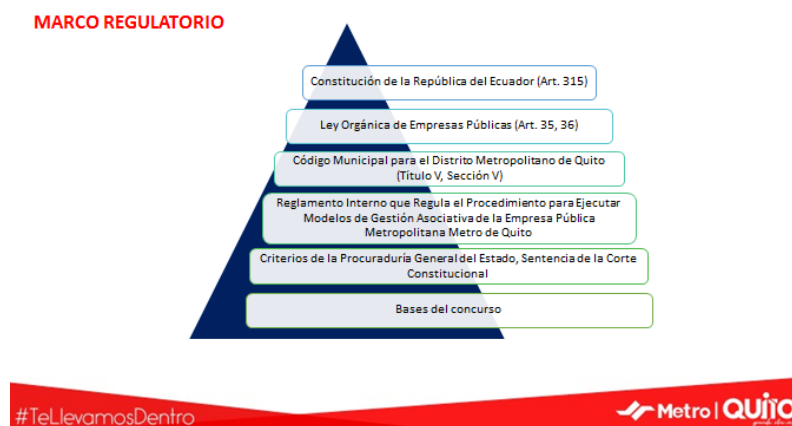 MARCO REGULATORIO
Constitución de la República del Ecuador (Art. 315)
Ley Orgánica de Empresas Públicas (Art. 35, 36)
Código Municipal para el Distrito Metropolitano de Quito
(Título V, Sección V)
Reglamento Interno que Regula el Procedimiento para Ejecutar
Modelos de Gestión Asociativa de la Empresa Pública
Metropolitana Metro de Quito
Criterios de la Procuraduría General del Estado, Sentencia de la Corte
Constitucional
Bases del concurso
#TeLlevamosDentro
Metro | Quito